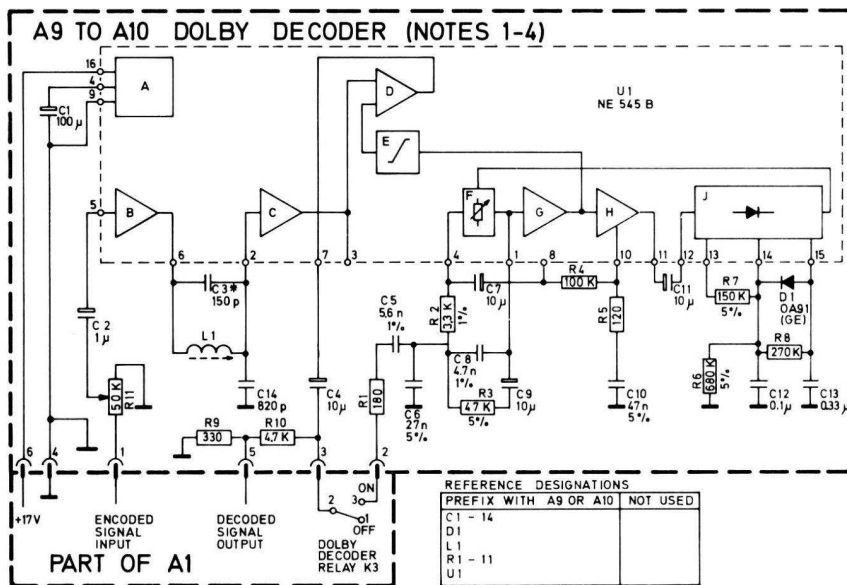 A9 TO A10 DOLBY DECODER (NOTES 1-4)
16
4
9
A
C1
100µ
D
U1
NE 545 B
E
5
B
C
F
G
H
J
6
2
7
3
4
1
8
10
11
12
13
14
15
C3*
150 p
L1
C2
1µ
50 K
R11
C14
820p
C4
10µ
R9
330
R10
4.7K
R1
180
C5
5.6n
1%
C6
27n
5%
R2
3.3K
1%
C7
10µ
C8
4.7n
1%
R3
47K
5%
C9
10µ
R4
100K
R5
120
C10
47n
5%
C11
10µ
R7
150K
5%
D1
OA91
(GE)
R8
270K
R6
680K
5%
C12
0.1µ
C13
0.33µ
6
4
1
5
3
2
+17V
ENCODED
SIGNAL
INPUT
DECODED
SIGNAL
OUTPUT
ON
2
3
1
OFF
DOLBY
DECODER
RELAY K3
PART OF A1
REFERENCE DESIGNATIONS
PREFIX WITH A9 OR A10 NOT USED
C1 - 14
D1
L1
R1 - 11
U1